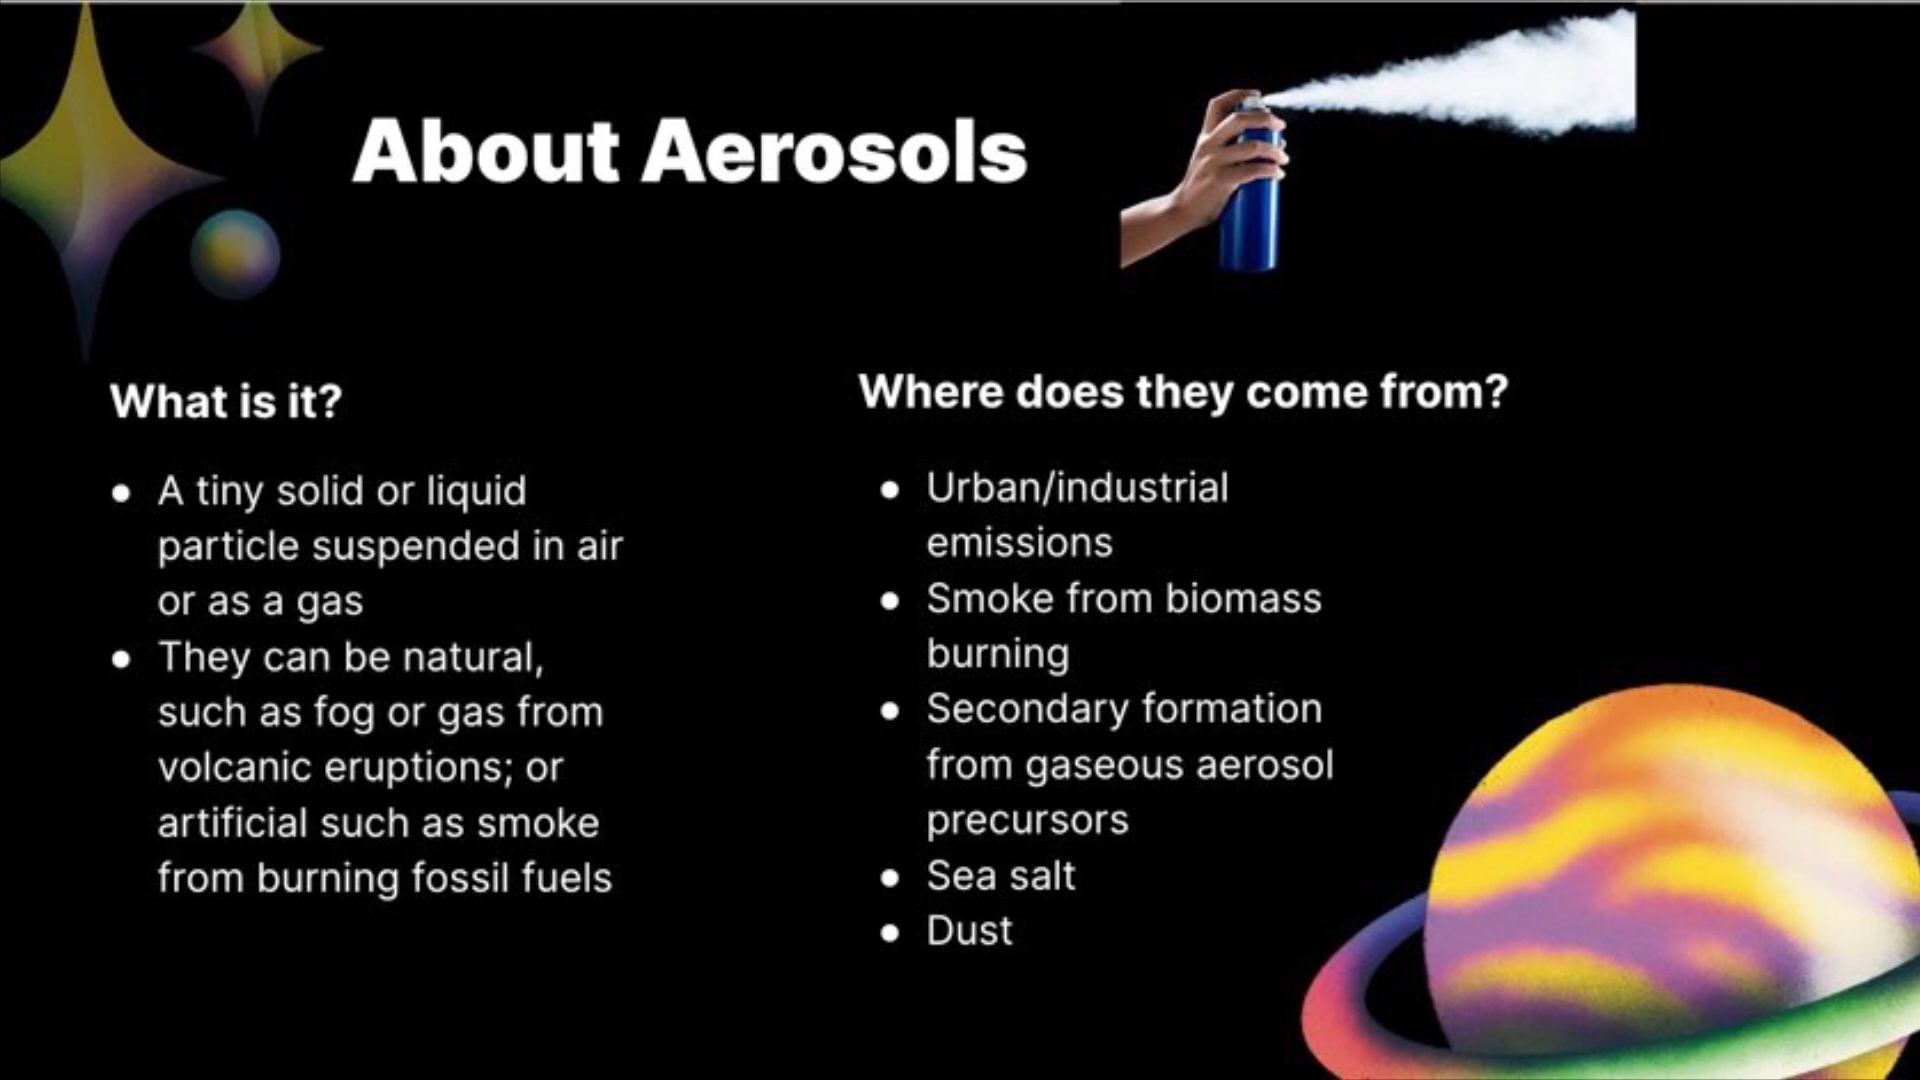 About Aerosols
What is it?
● A tiny solid or liquid
particle suspended in air
or as a gas
● They can be natural,
such as fog or gas from
volcanic eruptions; or
artificial such as smoke
from burning fossil fuels
Where does they come from?
● Urban/industrial
emissions
● Smoke from biomass
burning
● Secondary formation
from gaseous aerosol
precursors
● Sea salt
● Dust